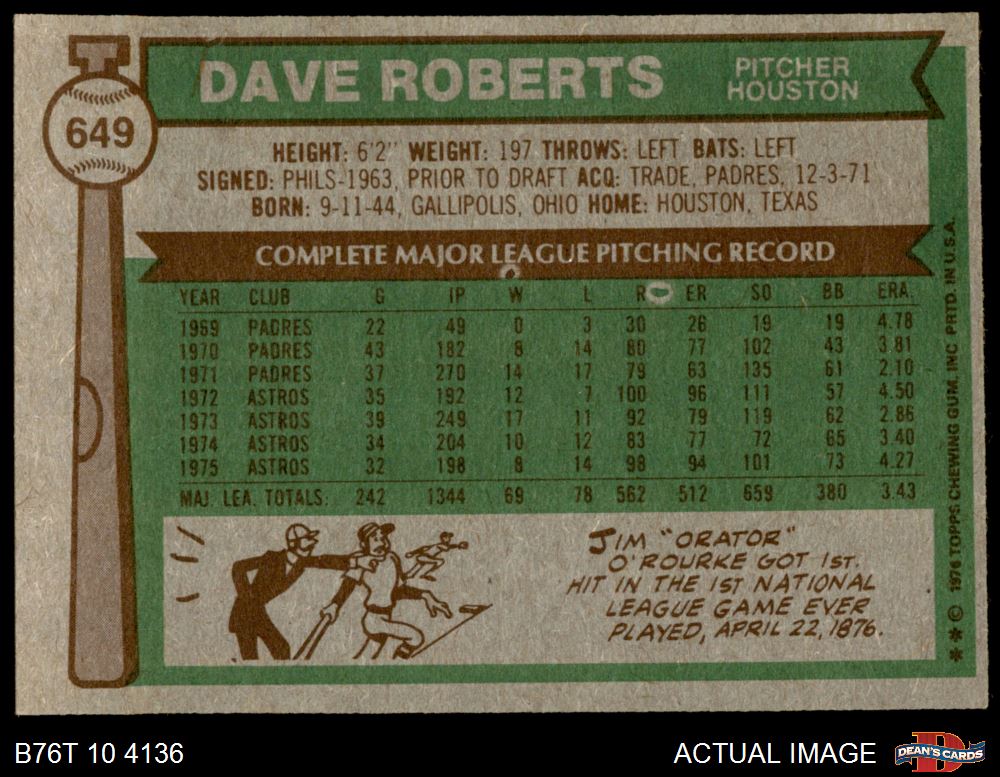 DAVE ROBERTS
PITCHER
HOUSTON
649
HEIGHT: 6'2" WEIGHT: 197 THROWS: LEFT BATS: LEFT
SIGNED: PHILS-1963, PRIOR TO DRAFT ACQ: TRADE, PADRES, 12-3-71
BORN: 9-11-44, GALLIPOLIS, OHIO HOME: HOUSTON, TEXAS
COMPLETE MAJOR LEAGUE PITCHING RECORD
YEAR CLUB G IP W L R ER SO BB ERA.
1969 PADRES 22 49 0 3 30 26 19 19 4.78
1970 PADRES 43 182 8 14 80 77 102 43 3.81
1971 PADRES 37 270 14 17 79 63 135 61 2.10
1972 ASTROS 35 192 12 7 100 96 111 57 4.50
1973 ASTROS 39 249 17 11 92 79 119 62 2.86
1974 ASTROS 34 204 10 12 83 77 72 65 3.40
1975 ASTROS 32 198 8 14 98 94 101 73 4.27
MAJ. LEA. TOTALS: 242 1344 69 78 562 512 659 380 3.43
JIM "ORATOR"
O'ROURKE GOT 1ST.
HIT IN THE 1ST NATIONAL
LEAGUE GAME EVER
PLAYED, APRIL 22, 1876.
** © 1976 TOPPS CHEWING GUM, INC PRTD. IN U.S.A.
B76T 10 4136
ACTUAL IMAGE
D
DEAN'S CARDS